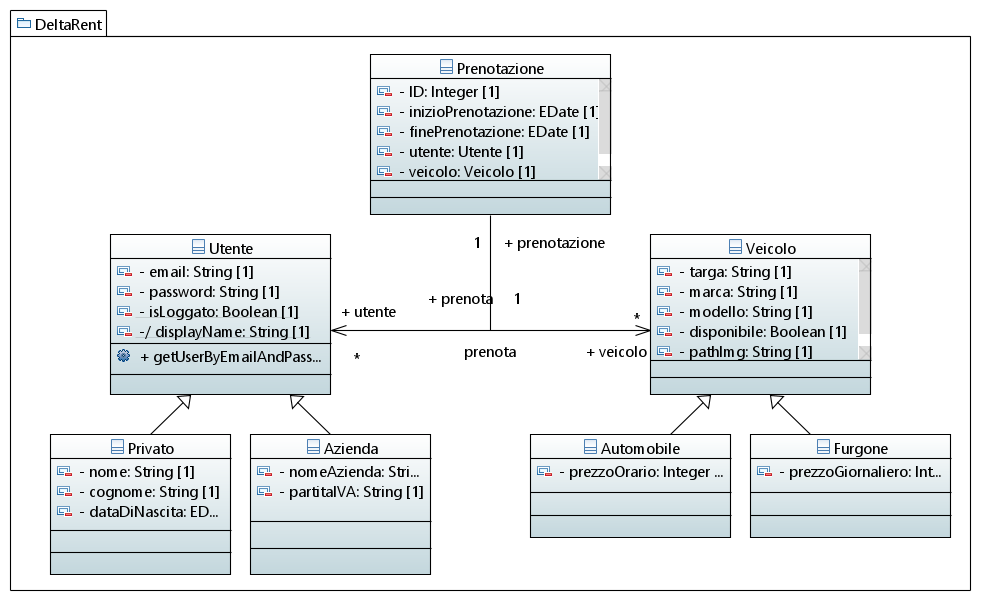 DeltaRent
Prenotazione
- ID: Integer [1]
- inizioPrenotazione: EDate [1]
- finePrenotazione: EDate [1]
- utente: Utente [1]
- veicolo: Veicolo [1]
1 + prenotazione
Utente
- email: String [1]
- password: String [1]
- isLoggato: Boolean [1]
-/ displayName: String [1]
+ getUserByEmailAndPass...
+ prenota 1
+ utente
*
prenota
*
+ veicolo
Veicolo
- targa: String [1]
- marca: String [1]
- modello: String [1]
- disponibile: Boolean [1]
- pathImg: String [1]
Privato
- nome: String [1]
- cognome: String [1]
- dataDiNascita: ED...
Azienda
- nomeAzienda: Stri...
- partitaIVA: String [1]
Automobile
- prezzoOrario: Integer ...
Furgone
- prezzoGiornaliero: Int...